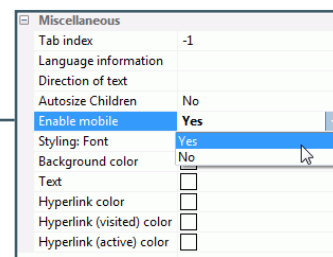 Miscellaneous
Tab index -1
Language information
Direction of text
Autosize Children No
Enable mobile Yes
Styling: Font Yes
Background color No
Text
Hyperlink color
Hyperlink (visited) color
Hyperlink (active) color